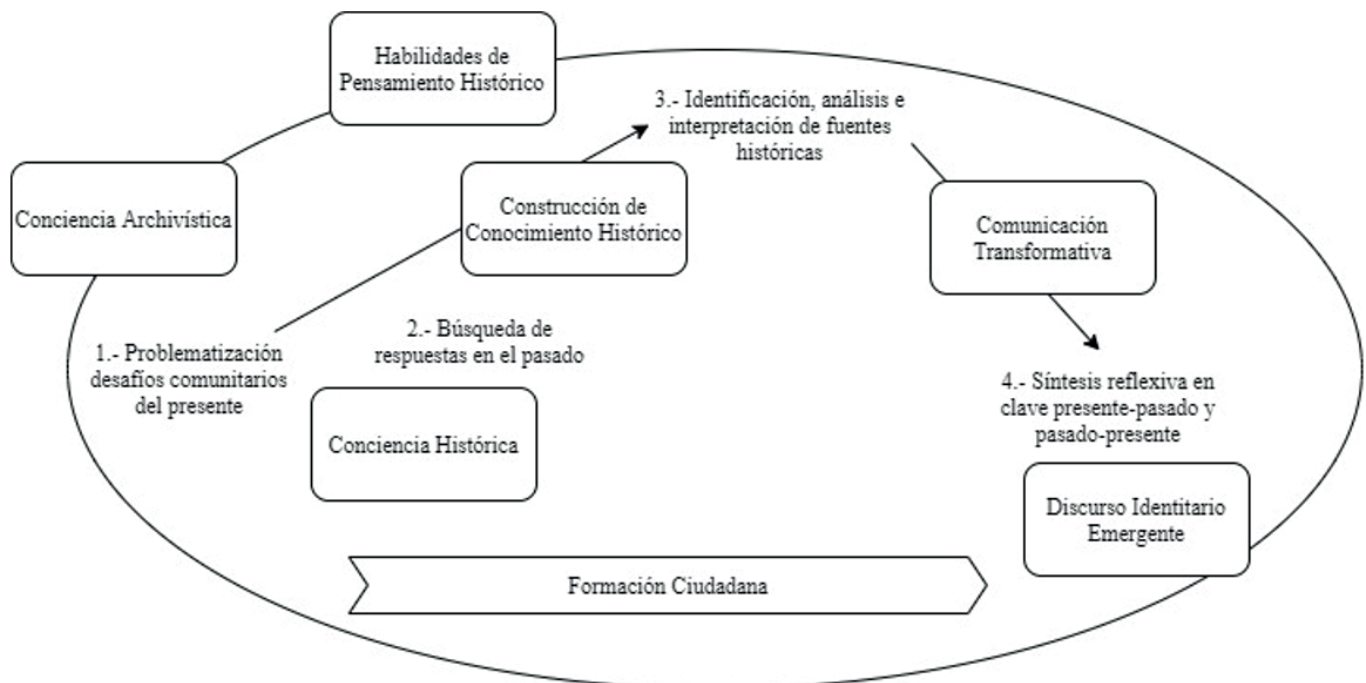 Habilidades de
Pensamiento Histórico
3.- Identificación, análisis e
interpretación de fuentes
históricas
Conciencia Archivística
Construcción de
Conocimiento Histórico
Comunicación
Transformativa
1.- Problematización
desafíos comunitarios
del presente
2.- Búsqueda de
respuestas en el pasado
Conciencia Histórica
4.- Síntesis reflexiva en
clave presente-pasado y
pasado-presente
Discurso Identitario
Emergente
Formación Ciudadana